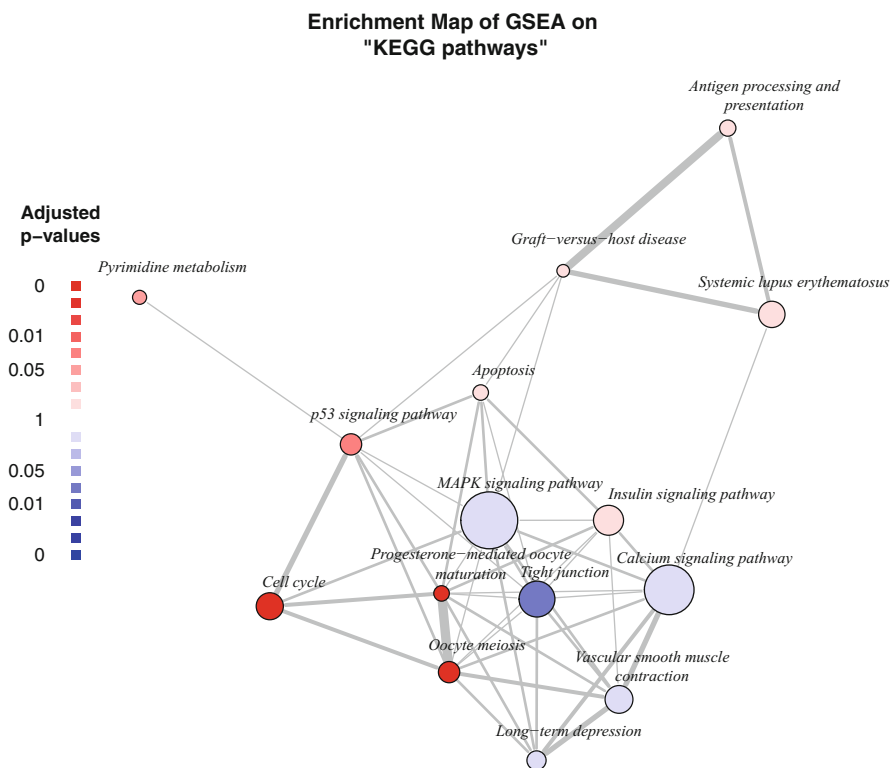 Enrichment Map of GSEA on
"KEGG pathways"
Antigen processing and
presentation
Graft−versus−host disease
Systemic lupus erythematosus
Adjusted
p−values
0
0.01
0.05
1
0.05
0.01
0
Pyrimidine metabolism
Apoptosis
p53 signaling pathway
MAPK signaling pathway
Insulin signaling pathway
Progesterone−mediated oocyte
maturation
Tight junction
Calcium signaling pathway
Cell cycle
Oocyte meiosis
Vascular smooth muscle
contraction
Long−term depression